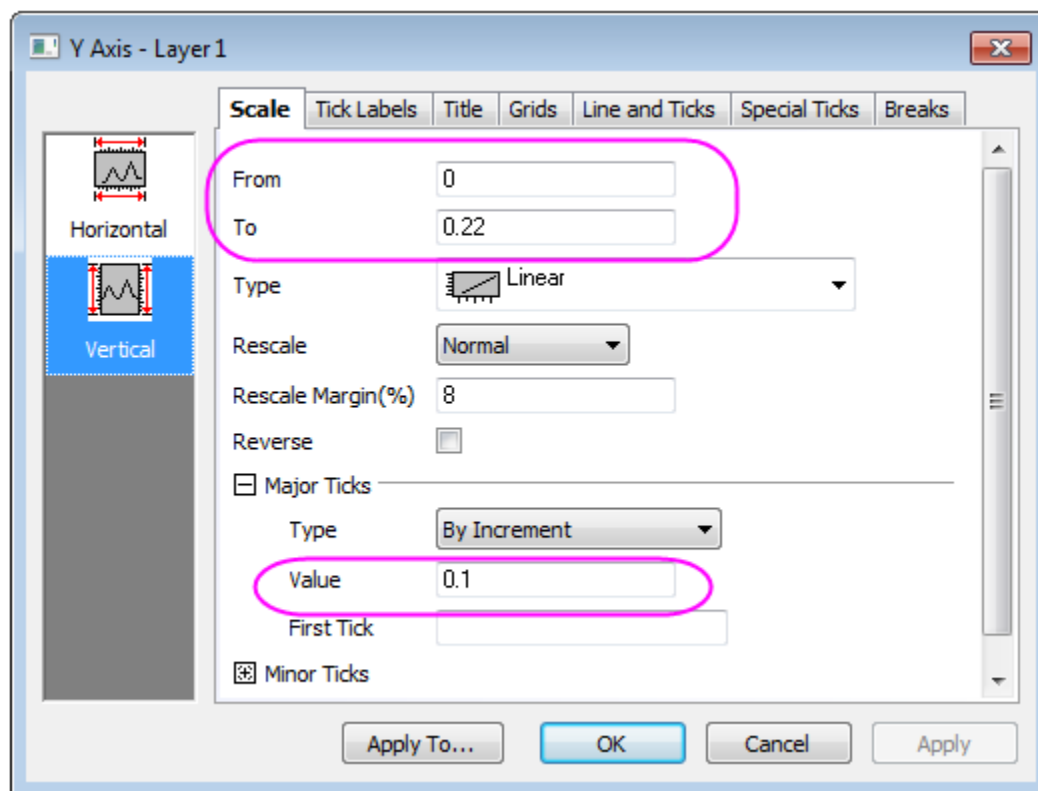 Y Axis - Layer 1
Scale Tick Labels Title Grids Line and Ticks Special Ticks Breaks
Horizontal
Vertical
From 0
To 0.22
Type Linear
Rescale Normal
Rescale Margin(%) 8
Reverse
Major Ticks
Type By Increment
Value 0.1
First Tick
Minor Ticks
Apply To... OK Cancel Apply